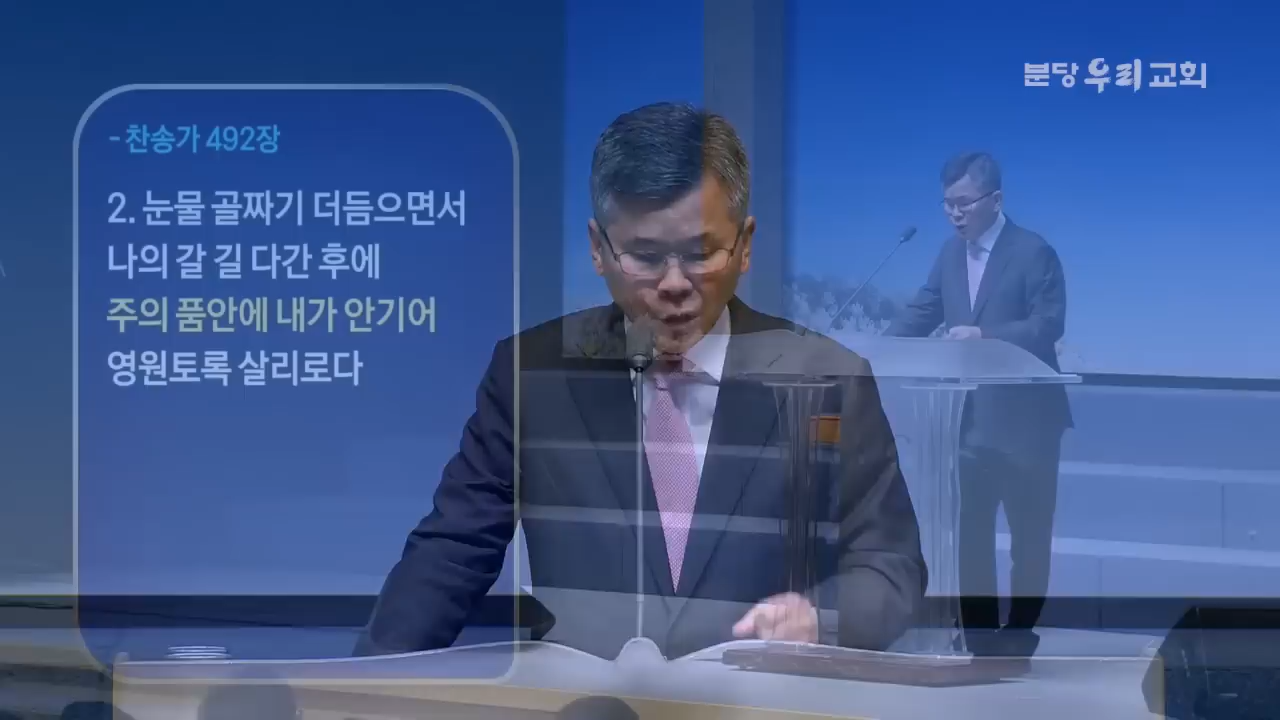 분당우리교회
- 찬송가 492장
2. 눈물 골짜기 더듬으면서
나의 갈 길 다간 후에
주의 품안에 내가 안기어
영원토록 살리로다